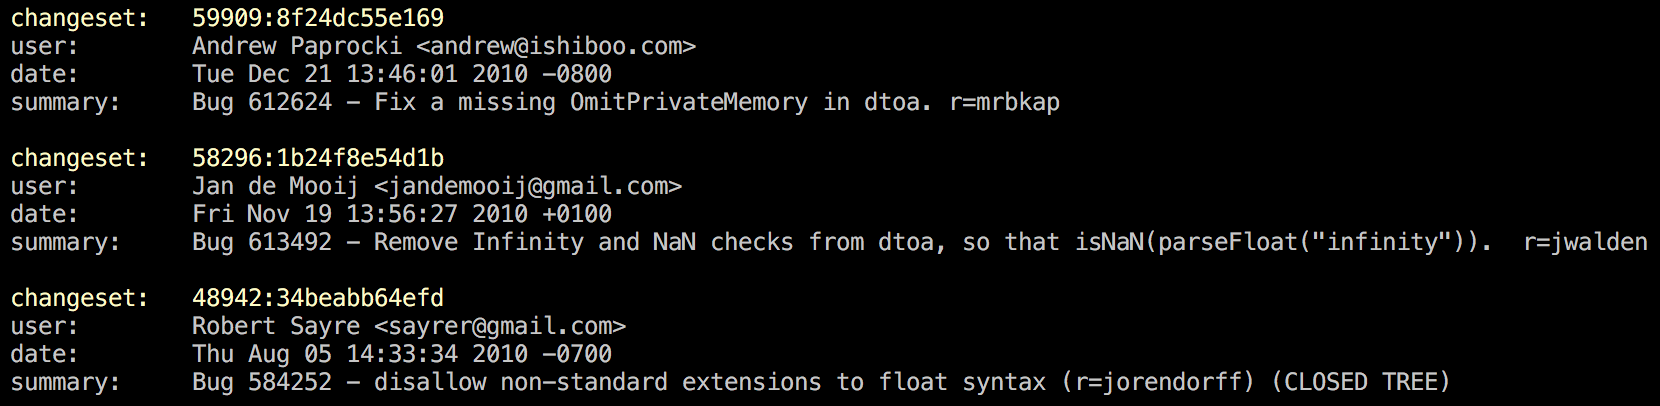 changeset:   59909:8f24dc55e169
user:        Andrew Paprocki <andrew@ishiboo.com>
date:        Tue Dec 21 13:46:01 2010 -0800
summary:     Bug 612624 - Fix a missing OmitPrivateMemory in dtoa. r=mrbkap

changeset:   58296:1b24f8e54d1b
user:        Jan de Mooij <jandemooij@gmail.com>
date:        Fri Nov 19 13:56:27 2010 +0100
summary:     Bug 613492 - Remove Infinity and NaN checks from dtoa, so that isNaN(parseFloat("infinity")).  r=jwalden

changeset:   48942:34beabb64efd
user:        Robert Sayre <sayrer@gmail.com>
date:        Thu Aug 05 14:33:34 2010 -0700
summary:     Bug 584252 - disallow non-standard extensions to float syntax (r=jorendorff) (CLOSED TREE)